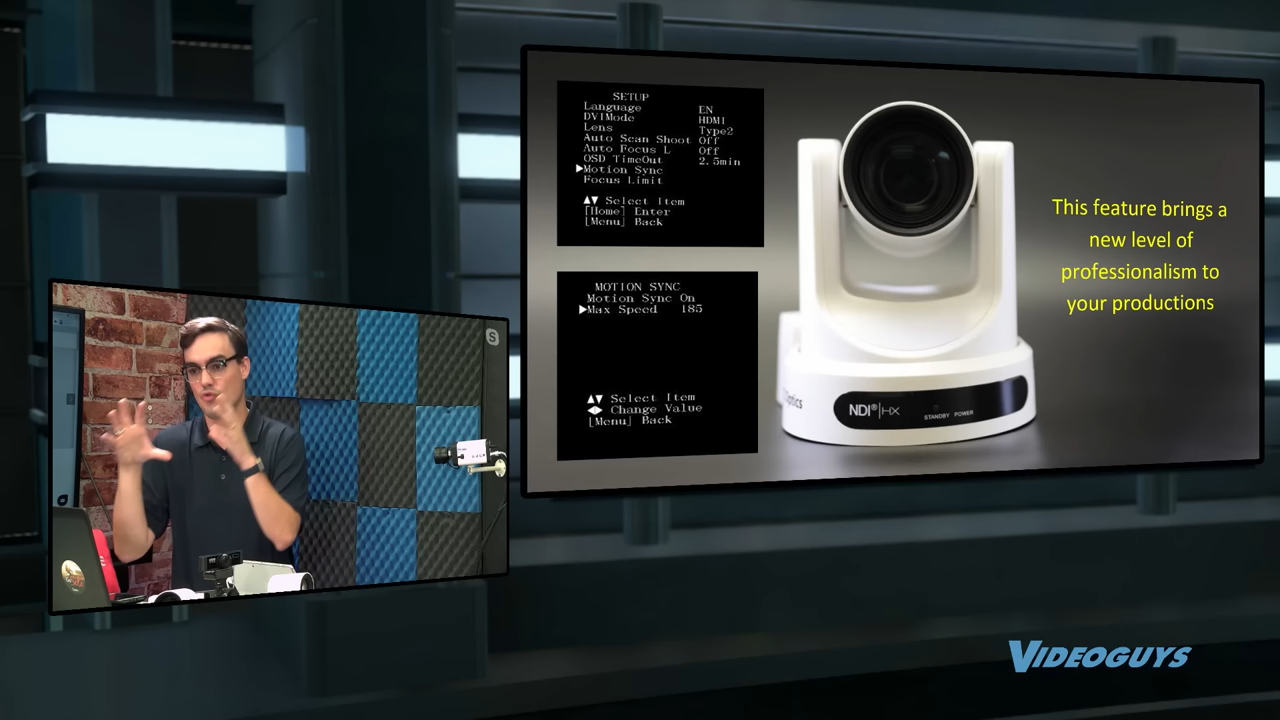 SETUP
Language EN
DVIMode HDMI
Lens Type2
Auto Scan Shoot Off
Auto Focus L Off
OSD TimeOut 2.5min
▶Motion Sync
Focus Limit
▲▼ Select Item
[Home] Enter
[Menu] Back
MOTION SYNC
Motion Sync On
▶Max Speed 185
▲▼ Select Item
◀▶ Change Value
[Menu] Back
This feature brings a
new level of
professionalism to
your productions
NDI®|HX
STANDBY POWER
VIDEOGUYS